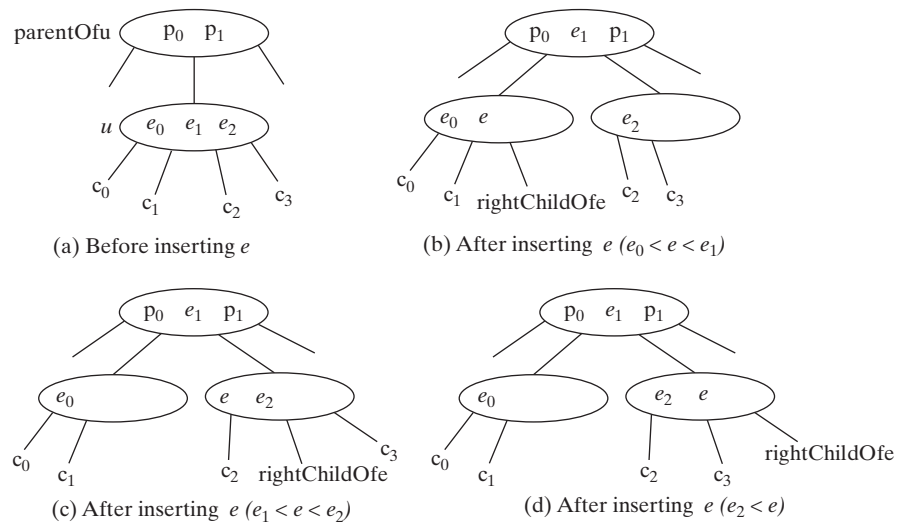 parentOfu p₀ p₁
u e₀ e₁ e₂
c₀ c₁ c₂ c₃
(a) Before inserting e
p₀ e₁ p₁
e₀ e e₂
c₀ c₁ rightChildOfe c₂ c₃
(b) After inserting e (e₀ < e < e₁)
p₀ e₁ p₁
e₀ e e₂
c₀ c₁ c₂ rightChildOfe c₃
(c) After inserting e (e₁ < e < e₂)
p₀ e₁ p₁
e₀ e₂ e
c₀ c₁ c₂ c₃ rightChildOfe
(d) After inserting e (e₂ < e)